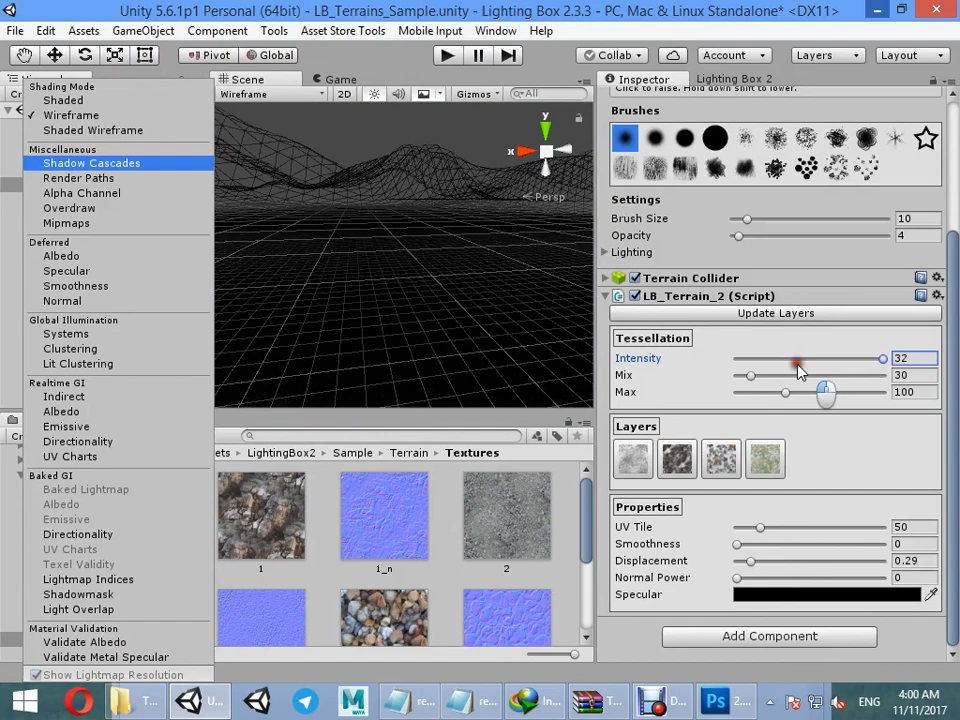 Unity 5.6.1p1 Personal (64bit) - LB_Terrains_Sample.unity - Lighting Box 2.3.3 - PC, Mac & Linux Standalone* <DX11>
File Edit Assets GameObject Component Tools Asset Store Tools Mobile Input Window Help
Pivot Global Collab Account Layers Layout
Scene Game Inspector Lighting Box 2
Wireframe 2D Gizmos All
Click to raise. Hold down shift to lower.
Shading Mode
Shaded
Wireframe
Shaded Wireframe
Miscellaneous
Shadow Cascades
Render Paths
Alpha Channel
Overdraw
Mipmaps
Deferred
Albedo
Specular
Smoothness
Normal
Global Illumination
Systems
Clustering
Lit Clustering
Realtime GI
Indirect
Albedo
Emissive
Directionality
UV Charts
Baked GI
Baked Lightmap
Albedo
Emissive
Directionality
UV Charts
Texel Validity
Lightmap Indices
Shadowmask
Light Overlap
Material Validation
Validate Albedo
Validate Metal Specular
Show Lightmap Resolution
y
x
Persp
ets LightingBox2 Sample Terrain Textures
1 1_n 2
Brushes
Settings
Brush Size 10
Opacity 4
Lighting
Terrain Collider
LB_Terrain_2 (Script)
Update Layers
Tessellation
Intensity 32
Mix 30
Max 100
Layers
Properties
UV Tile 50
Smoothness 0
Displacement 0.29
Normal Power 0
Specular
Add Component
T... U... re... re... In... T... D... 2.... ENG 4:00 AM
11/11/2017